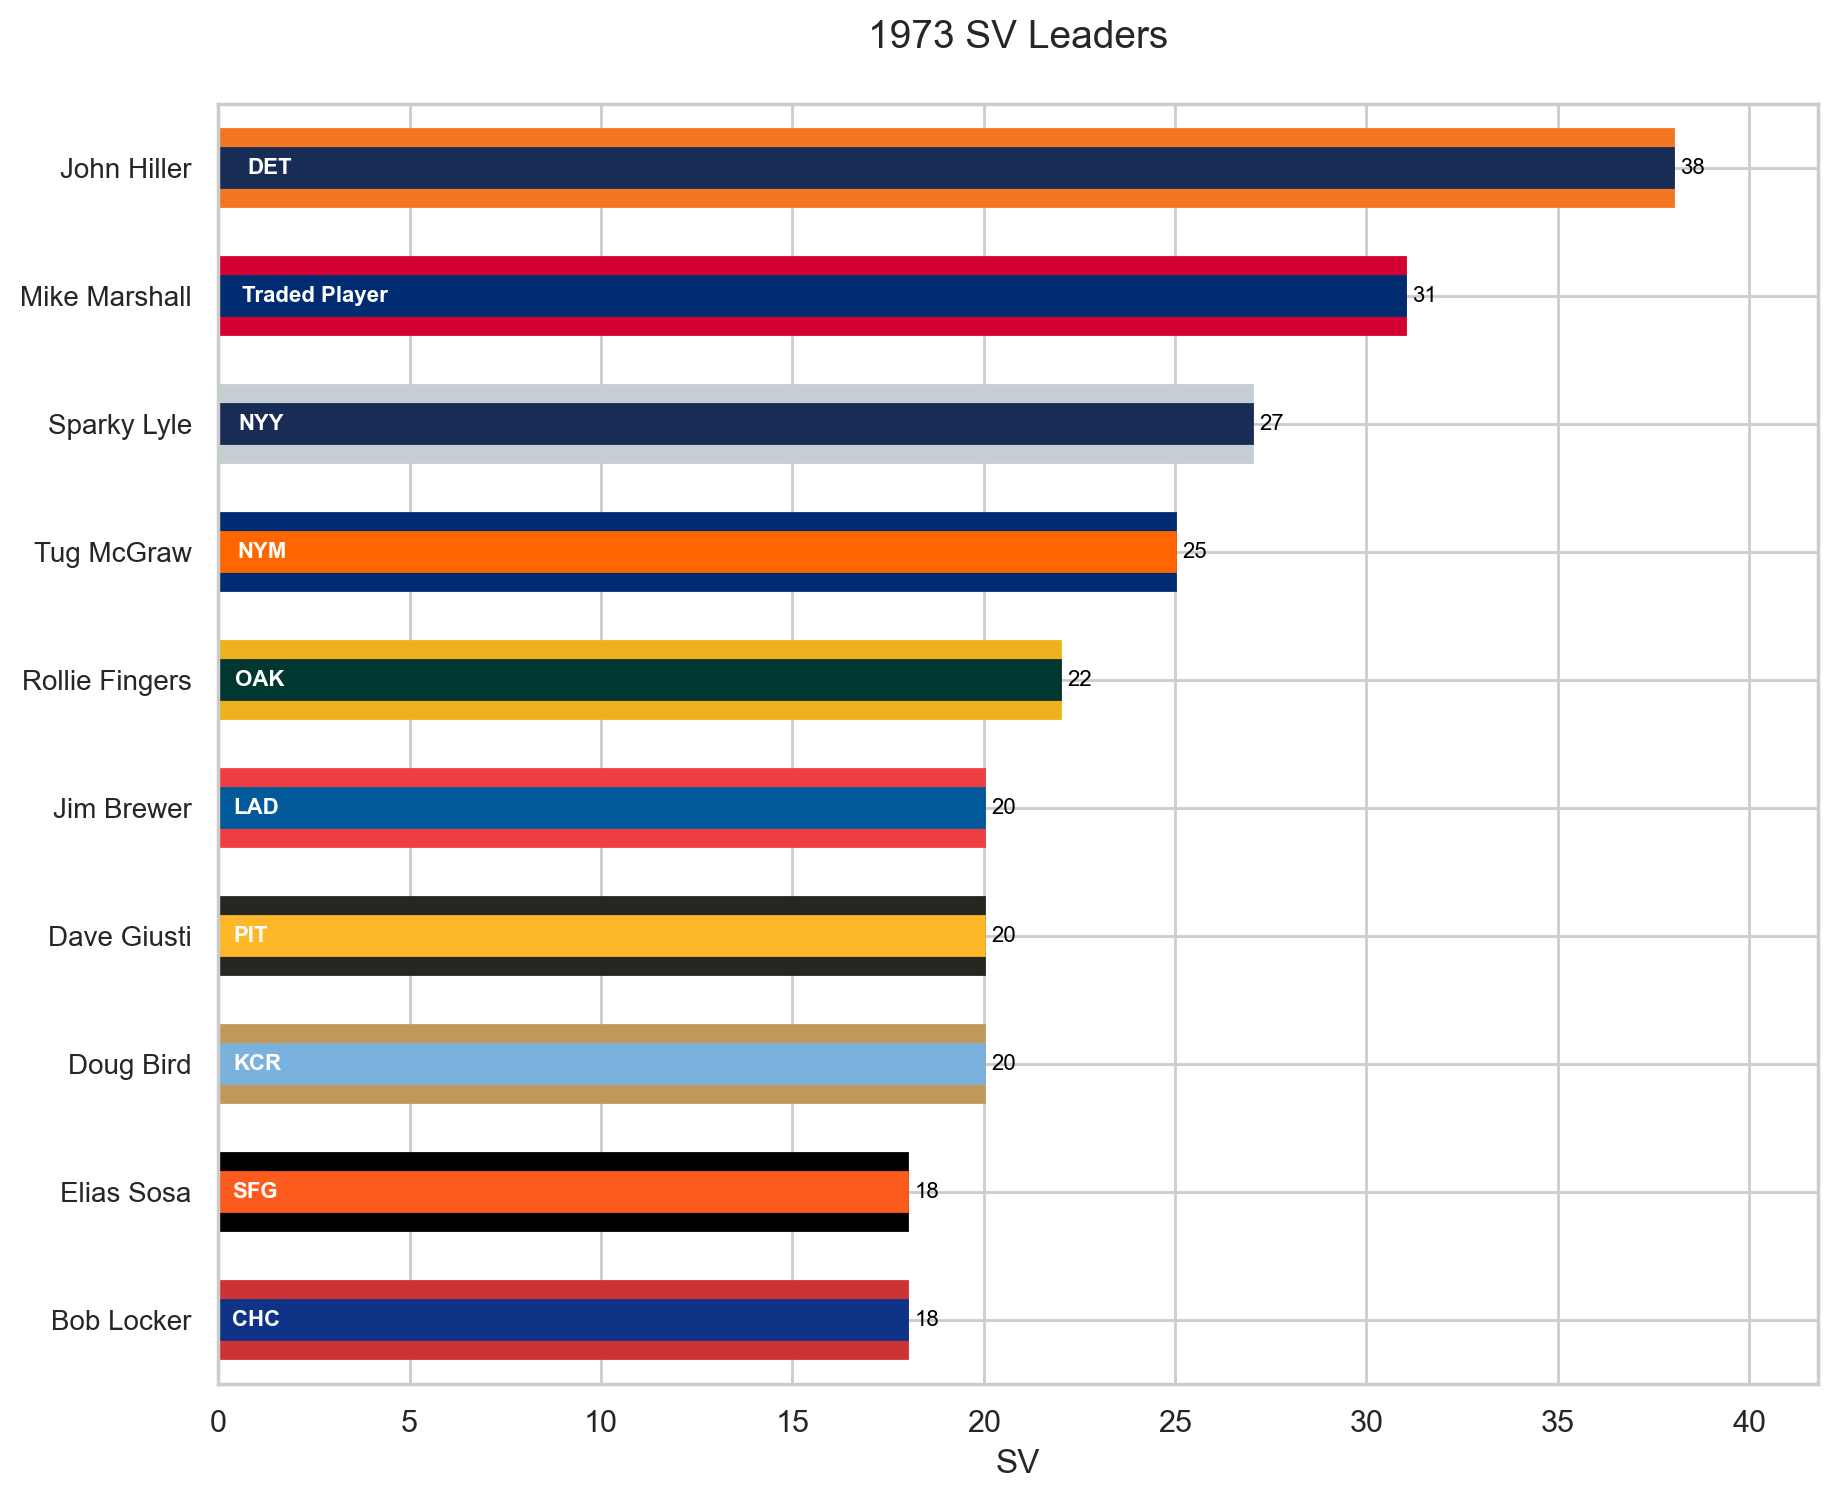 1973 SV Leaders
John Hiller DET 38
Mike Marshall Traded Player 31
Sparky Lyle NYY 27
Tug McGraw NYM 25
Rollie Fingers OAK 22
Jim Brewer LAD 20
Dave Giusti PIT 20
Doug Bird KCR 20
Elias Sosa SFG 18
Bob Locker CHC 18
0 5 10 15 20 25 30 35 40
SV